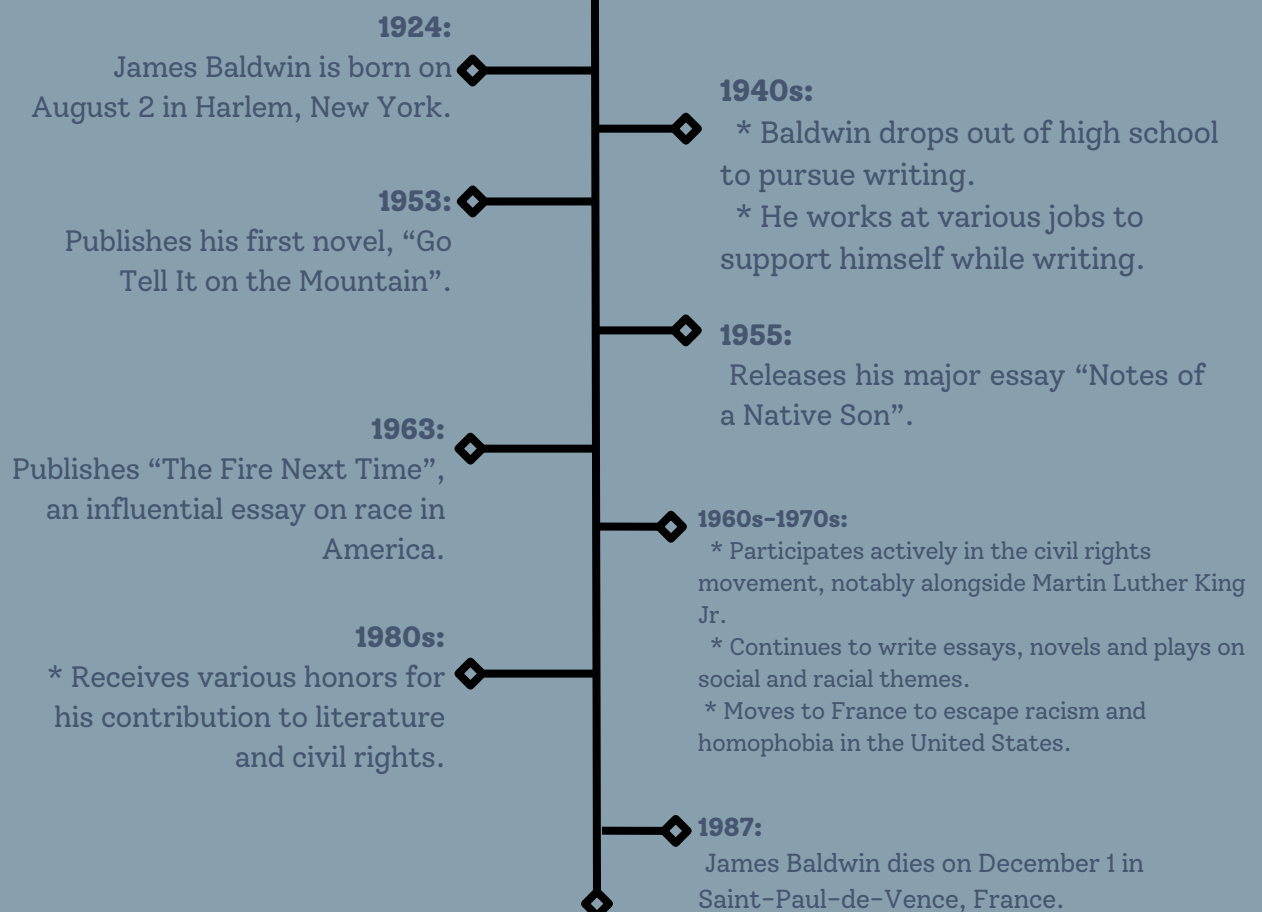 1924:
James Baldwin is born on
August 2 in Harlem, New York.
1940s:
* Baldwin drops out of high school
to pursue writing.
* He works at various jobs to
support himself while writing.
1953:
Publishes his first novel, “Go
Tell It on the Mountain”.
1955:
Releases his major essay “Notes of
a Native Son”.
1963:
Publishes “The Fire Next Time”,
an influential essay on race in
America.
1960s-1970s:
* Participates actively in the civil rights
movement, notably alongside Martin Luther King
Jr.
* Continues to write essays, novels and plays on
social and racial themes.
* Moves to France to escape racism and
homophobia in the United States.
1980s:
* Receives various honors for
his contribution to literature
and civil rights.
1987:
James Baldwin dies on December 1 in
Saint-Paul-de-Vence, France.